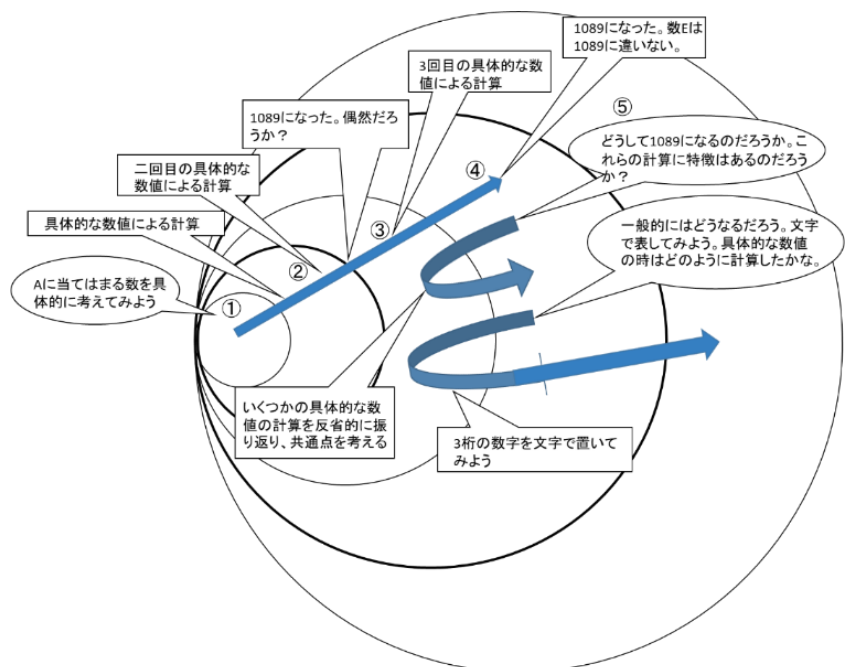 1089になった。数Eは
1089に違いない。
3回目の具体的な数
値による計算
⑤
1089になった。偶然だろ
うか？
どうして1089になるのだろうか。こ
れらの計算に特徴はあるのだろ
うか？
二回目の具体的な
数値による計算
④
具体的な数値による計算
③
一般的にはどうなるだろう。文字
で表してみよう。具体的な数値
の時はどのように計算したかな。
②
Aに当てはまる数を具
体的に考えてみよう
①
いくつかの具体的な数
値の計算を反省的に振
り返り、共通点を考える
3桁の数字を文字で置いて
みよう